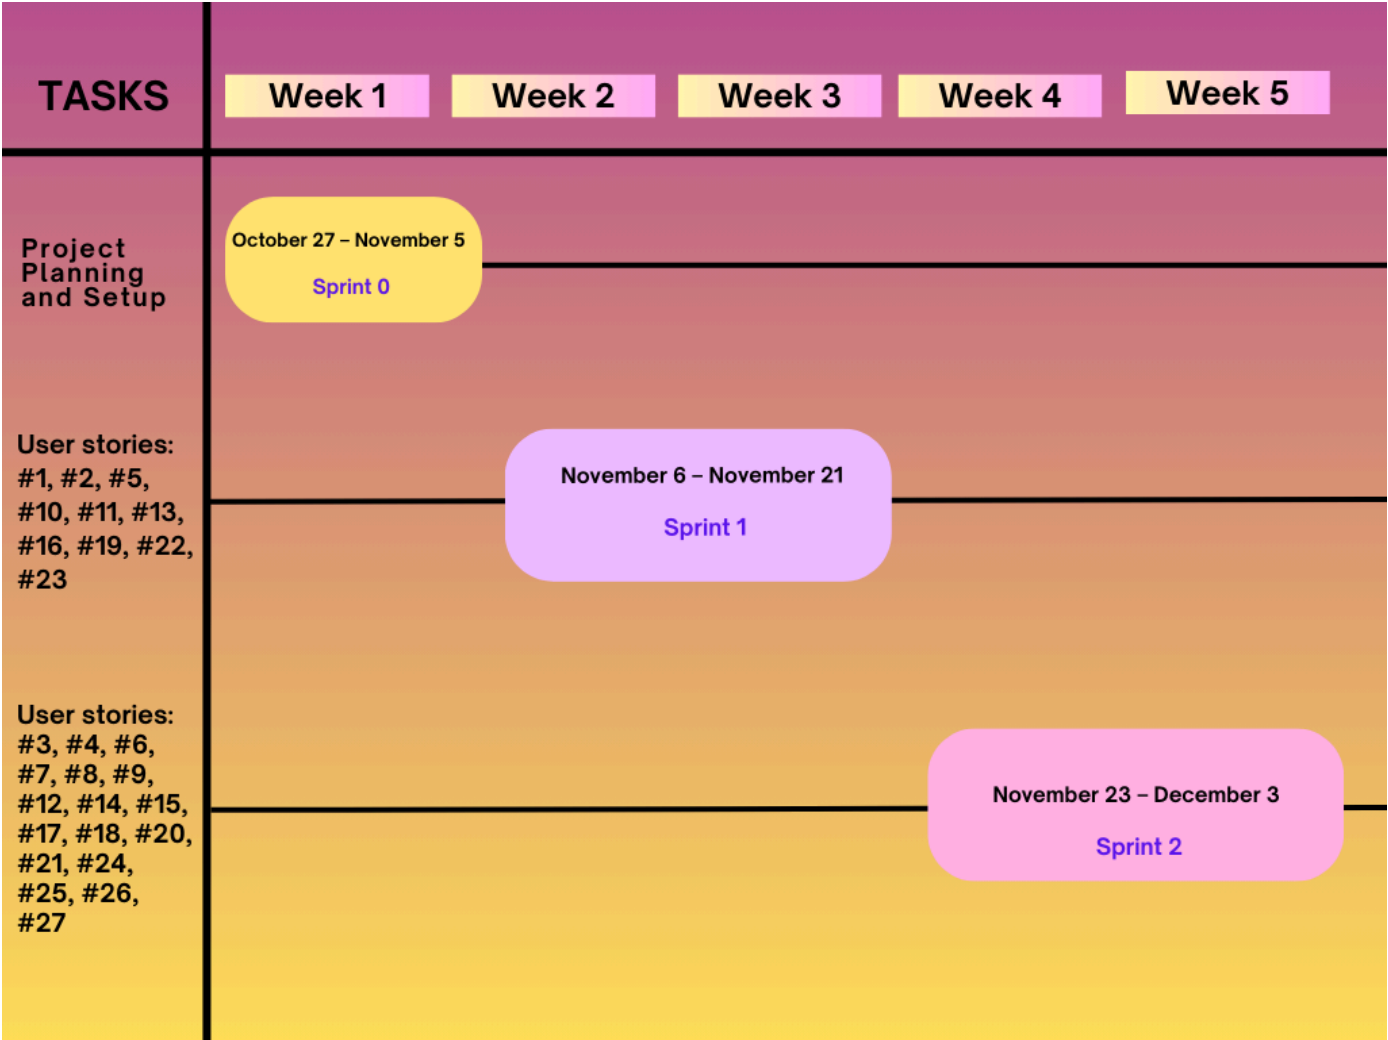 TASKS
Week 1
Week 2
Week 3
Week 4
Week 5
Project
Planning
and Setup
October 27 – November 5
Sprint 0
User stories:
#1, #2, #5,
#10, #11, #13,
#16, #19, #22,
#23
November 6 – November 21
Sprint 1
User stories:
#3, #4, #6,
#7, #8, #9,
#12, #14, #15,
#17, #18, #20,
#21, #24,
#25, #26,
#27
November 23 – December 3
Sprint 2